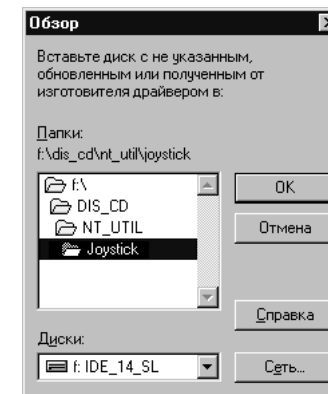 Обзор
Вставьте диск с не указанным,
обновленным или полученным от
изготовителя драйвером в:
Папки:
f:\dis_cd\nt_util\joystick
f:\
DIS_CD
NT_UTIL
Joystick
OK
Отмена
Справка
Диски:
f: IDE_14_SL
Сеть...